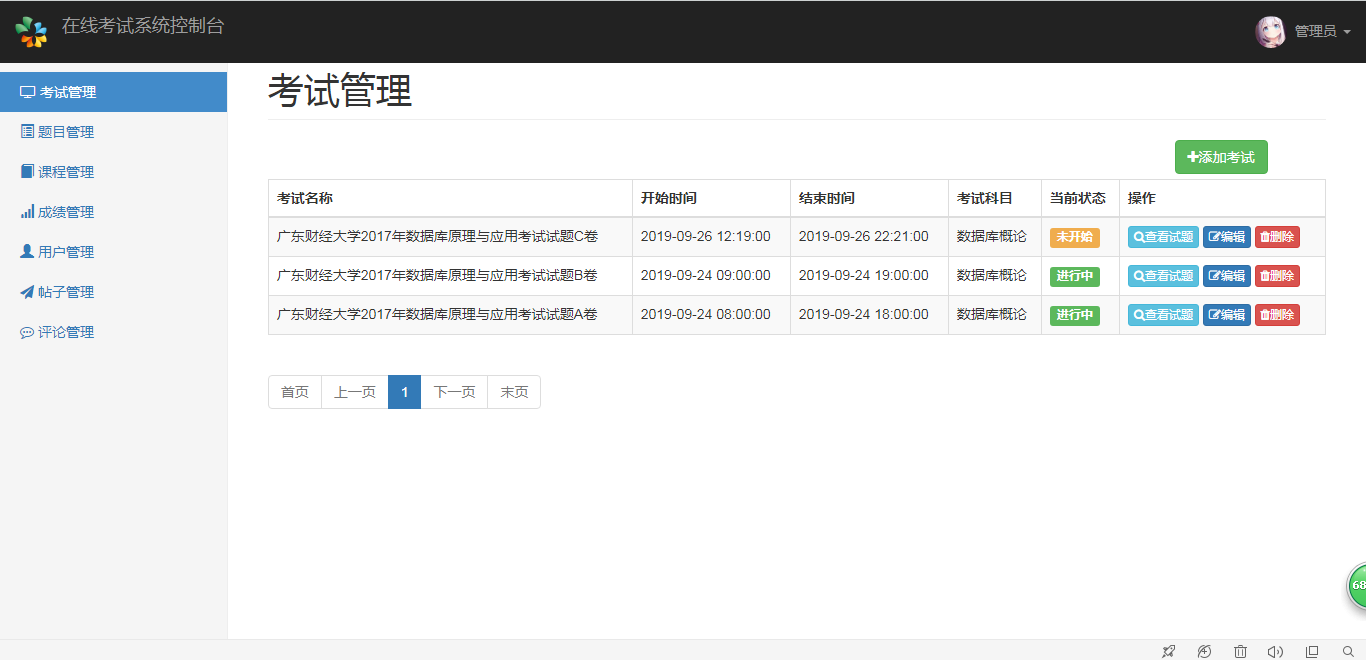 在线考试系统控制台
管理员
考试管理
题目管理
课程管理
成绩管理
用户管理
帖子管理
评论管理
考试管理
添加考试
考试名称 开始时间 结束时间 考试科目 当前状态 操作
广东财经大学2017年数据库原理与应用考试试题C卷 2019-09-26 12:19:00 2019-09-26 22:21:00 数据库概论 未开始 查看试题 编辑 删除
广东财经大学2017年数据库原理与应用考试试题B卷 2019-09-24 09:00:00 2019-09-24 19:00:00 数据库概论 进行中 查看试题 编辑 删除
广东财经大学2017年数据库原理与应用考试试题A卷 2019-09-24 08:00:00 2019-09-24 18:00:00 数据库概论 进行中 查看试题 编辑 删除
首页 上一页 1 下一页 末页
68